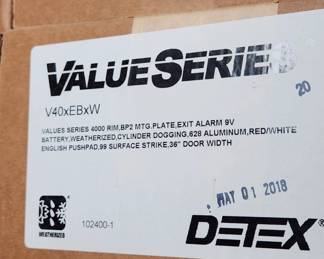 VALUE SERIE
V40xEBxW
VALUES SERIES 4000 RIM,BP2 MTG.PLATE,EXIT ALARM 9V
BATTERY,WEATHERIZED,CYLINDER DOGGING,628 ALUMINUM,RED/WHITE
ENGLISH PUSHPAD,99 SURFACE STRIKE,36" DOOR WIDTH
20
MAY 01 2018
WEATHERIZED
102400-1
DETEX